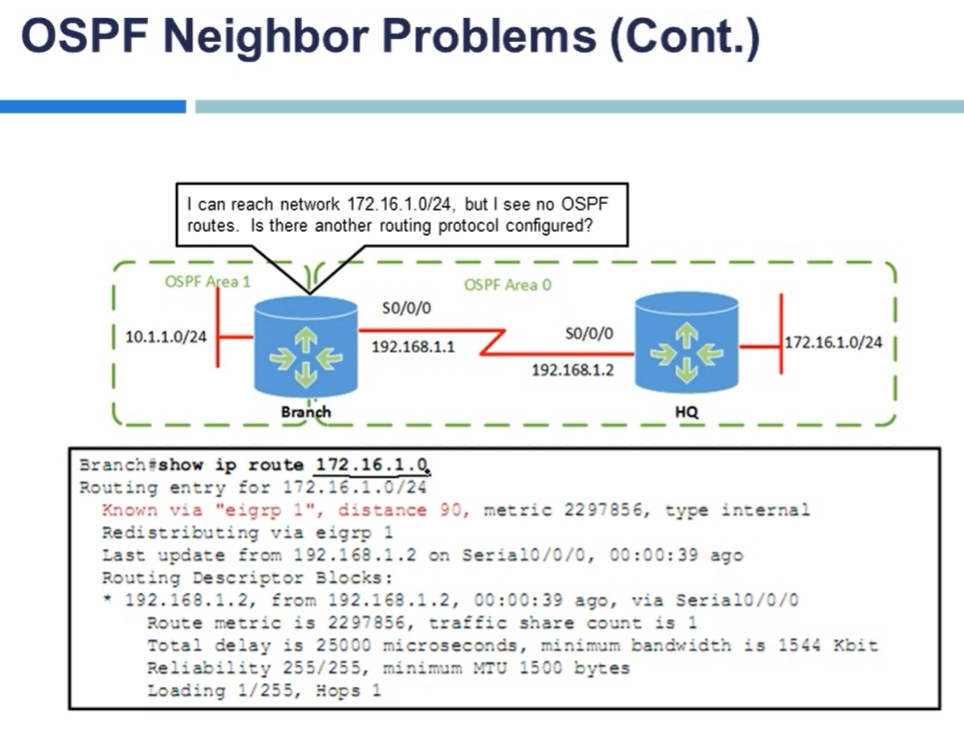 OSPF Neighbor Problems (Cont.)
I can reach network 172.16.1.0/24, but I see no OSPF
routes.  Is there another routing protocol configured?
OSPF Area 1
OSPF Area 0
S0/0/0
10.1.1.0/24
192.168.1.1
S0/0/0
172.16.1.0/24
192.168.1.2
Branch
HQ
Branch#show ip route 172.16.1.0
Routing entry for 172.16.1.0/24
Known via "eigrp 1", distance 90, metric 2297856, type internal
Redistributing via eigrp 1
Last update from 192.168.1.2 on Serial0/0/0, 00:00:39 ago
Routing Descriptor Blocks:
* 192.168.1.2, from 192.168.1.2, 00:00:39 ago, via Serial0/0/0
Route metric is 2297856, traffic share count is 1
Total delay is 25000 microseconds, minimum bandwidth is 1544 Kbit
Reliability 255/255, minimum MTU 1500 bytes
Loading 1/255, Hops 1